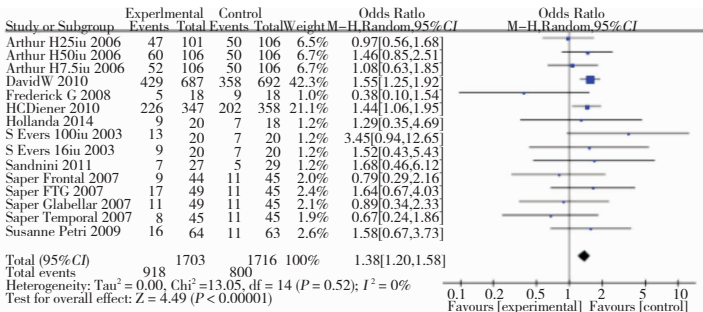 Experlmental Control Odds Ratlo Odds Ratlo
Study or Subgroup Events Total Events Total Weight M-H,Random,95%CI M-H,Random,95%CI
Arthur H25iu 2006 47 101 50 106 6.5% 0.97[0.56,1.68]
Arthur H50iu 2006 60 106 50 106 6.7% 1.46[0.85,2.51]
Arthur H7.5iu 2006 52 106 50 106 6.7% 1.08[0.63,1.85]
DavidW 2010 429 687 358 692 42.3% 1.55[1.25,1.92]
Frederick G 2008 5 18 9 18 1.0% 0.38[0.10,1.54]
HCDiener 2010 226 347 202 358 21.1% 1.44[1.06,1.95]
Hollanda 2014 9 20 7 18 1.2% 1.29[0.35,4.69]
S Evers 100iu 2003 13 20 7 20 1.2% 3.45[0.94,12.65]
S Evers 16iu 2003 9 20 7 20 1.2% 1.52[0.43,5.43]
Sandnini 2011 7 27 5 29 1.2% 1.68[0.46,6.12]
Saper Frontal 2007 9 44 11 45 2.0% 0.79[0.29,2.16]
Saper FTG 2007 17 49 11 45 2.4% 1.64[0.67,4.03]
Saper Glabellar 2007 11 49 11 45 2.2% 0.89[0.34,2.33]
Saper Temporal 2007 8 45 11 45 1.9% 0.67[0.24,1.86]
Susanne Petri 2009 16 64 11 63 2.6% 1.58[0.67,3.73]
Total (95%CI) 1703 1716 100% 1.38[1.20,1.58]
Total events 918 800
Heterogeneity: Tau² = 0.00, Chi² =13.05, df = 14 (P = 0.52); I² = 0%
Test for overall effect: Z = 4.49 (P < 0.00001)
0.1 0.2 0.5 1 2 5 10
Favours [experimental] Favours [control]